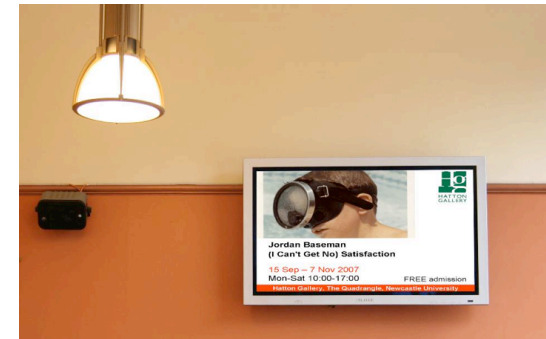 HATTON
GALLERY
Jordan Baseman
(I Can't Get No) Satisfaction
15 Sep – 7 Nov 2007
Mon-Sat 10:00-17:00 FREE admission
Hatton Gallery, The Quadrangle, Newcastle University